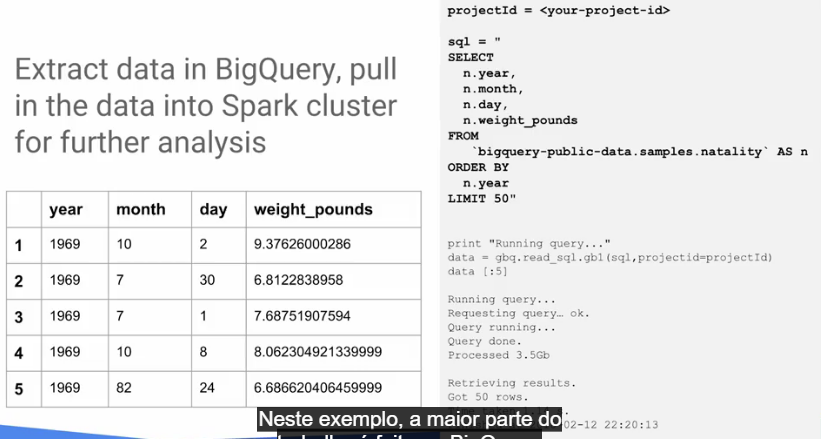 Extract data in BigQuery, pull
in the data into Spark cluster
for further analysis
year month day weight_pounds
1 1969 10 2 9.37626000286
2 1969 7 30 6.8122838958
3 1969 7 1 7.68751907594
4 1969 10 8 8.062304921339999
5 1969 82 24 6.686620406459999
projectId = <your-project-id>
sql = "
SELECT
n.year,
n.month,
n.day,
n.weight_pounds
FROM
`bigquery-public-data.samples.natality` AS n
ORDER BY
n.year
LIMIT 50"
print "Running query..."
data = gbq.read_sql.gbl(sql,projectid=projectId)
data [:5]
Running query...
Requesting query… ok.
Query running...
Query done.
Processed 3.5Gb
Retrieving results.
Got 50 rows.
02-12 22:20:13
Neste exemplo, a maior parte do